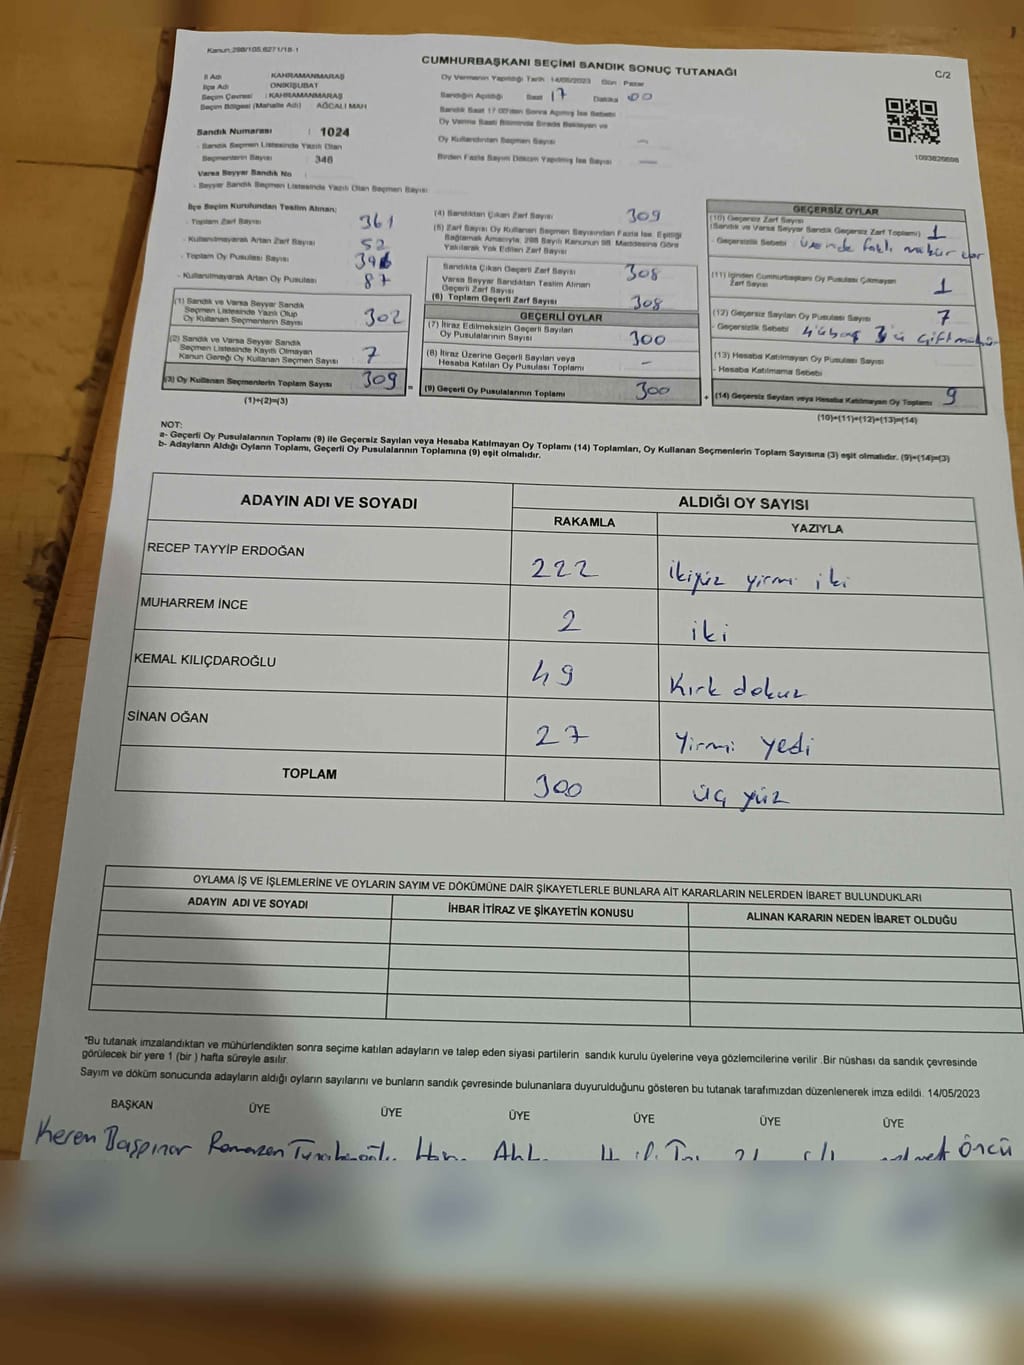 Kanun:298/105,6271/18-1
CUMHURBAŞKANI SEÇİMİ SANDIK SONUÇ TUTANAĞI
C/2
İl Adı : KAHRAMANMARAŞ
İlçe Adı ONİKİŞUBAT
Seçim Çevresi : KAHRAMANMARAŞ
Seçim Bölgesi (Mahalle Adı) : AĞCALI MAH
Sandık Numarası : 1024
Sandık Seçmen Listesinde Yazılı Olan
Seçmenlerin Sayısı 346
Varsa Seyyar Sandık No
- Seyyar Sandık Seçmen Listesinde Yazılı Olan Seçmen Sayısı
Oy Vermenin Yapıldığı Tarih 14/05/2023 Gün Pazar
Sandığın Açıldığı Saat 17 Dakika 00
Sandık Saat 17:00'den Sonra Açılmış İse Sebebi
Oy Verme Saati Bitiminde Sırada Bekleyen ve
Oy Kullandırılan Seçmen Sayısı —
Birden Fazla Sayım Döküm Yapılmış İse Sayısı —
1093626698
İlçe Seçim Kurulundan Teslim Alınan;
- Toplam Zarf Sayısı 361
- Kullanılmayarak Artan Zarf Sayısı 52
- Toplam Oy Pusulası Sayısı
- Kullanılmayarak Artan Oy Pusulası 87
(1) Sandık ve Varsa Seyyar Sandık
Seçmen Listesinde Yazılı Olup
Oy Kullanan Seçmenlerin Sayısı 302
(2) Sandık ve Varsa Seyyar Sandık
Seçmen Listesinde Kayıtlı Olmayan
Kanun Gereği Oy Kullanan Seçmen Sayısı 7
(3) Oy Kullanan Seçmenlerin Toplam Sayısı 309 =
(1)+(2)=(3)
(4) Sandıktan Çıkan Zarf Sayısı 309
(5) Zarf Sayısı Oy Kullanan Seçmen Sayısından Fazla İse, Eşitliği
Sağlamak Amacıyla, 298 Sayılı Kanunun 98. Maddesine Göre
Yakılarak Yok Edilen Zarf Sayısı
Sandıkta Çıkan Geçerli Zarf Sayısı 308
Varsa Seyyar Sandıktan Teslim Alınan
Geçerli Zarf Sayısı
(6) Toplam Geçerli Zarf Sayısı 308
GEÇERLİ OYLAR
(7) İtiraz Edilmeksizin Geçerli Sayılan
Oy Pusulalarının Sayısı 300
(8) İtiraz Üzerine Geçerli Sayılan veya
Hesaba Katılan Oy Pusulası Toplamı -
(9) Geçerli Oy Pusulalarının Toplamı 300 +
GEÇERSİZ OYLAR
(10) Geçersiz Zarf Sayısı
(Sandık ve Varsa Seyyar Sandık Geçersiz Zarf Toplamı) 1
- Geçersizlik Sebebi : var
(11) İçinden Cumhurbaşkanı Oy Pusulası Çıkmayan
Zarf Sayısı 1
(12) Geçersiz Sayılan Oy Pusulası Sayısı 7
- Geçersizlik Sebebi 4'ü boş 3'ü çift mühür
(13) Hesaba Katılmayan Oy Pusulası Sayısı
- Hesaba Katılmama Sebebi
(14) Geçersiz Sayılan veya Hesaba Katılmayan Oy Toplamı 9
(10)+(11)+(12)+(13)=(14)
NOT:
a- Geçerli Oy Pusulalarının Toplamı (9) ile Geçersiz Sayılan veya Hesaba Katılmayan Oy Toplamı (14) Toplamları, Oy Kullanan Seçmenlerin Toplam Sayısına (3) eşit olmalıdır. (9)+(14)=(3)
b- Adayların Aldığı Oyların Toplamı, Geçerli Oy Pusulalarının Toplamına (9) eşit olmalıdır.
ADAYIN ADI VE SOYADI
ALDIĞI OY SAYISI
RAKAMLA YAZIYLA
RECEP TAYYİP ERDOĞAN 222 ikiyüz yirmi iki
MUHARREM İNCE 2 iki
KEMAL KILIÇDAROĞLU 49 Kırk dokuz
SİNAN OĞAN 27 Yirmi yedi
TOPLAM 300 üç yüz
OYLAMA İŞ VE İŞLEMLERİNE VE OYLARIN SAYIM VE DÖKÜMÜNE DAİR ŞİKAYETLERLE BUNLARA AİT KARARLARIN NELERDEN İBARET BULUNDUKLARI
ADAYIN ADI VE SOYADI İHBAR İTİRAZ VE ŞİKAYETİN KONUSU ALINAN KARARIN NEDEN İBARET OLDUĞU
*Bu tutanak imzalandıktan ve mühürlendikten sonra seçime katılan adayların ve talep eden siyasi partilerin sandık kurulu üyelerine veya gözlemcilerine verilir .Bir nüshası da sandık çevresinde
görülecek bir yere 1 (bir ) hafta süreyle asılır.
Sayım ve döküm sonucunda adayların aldığı oyların sayılarını ve bunların sandık çevresinde bulunanlara duyurulduğunu gösteren bu tutanak tarafımızdan düzenlenerek imza edildi. 14/05/2023
BAŞKAN ÜYE ÜYE ÜYE ÜYE ÜYE ÜYE
Kerem Başpınar Ramazan Öncü